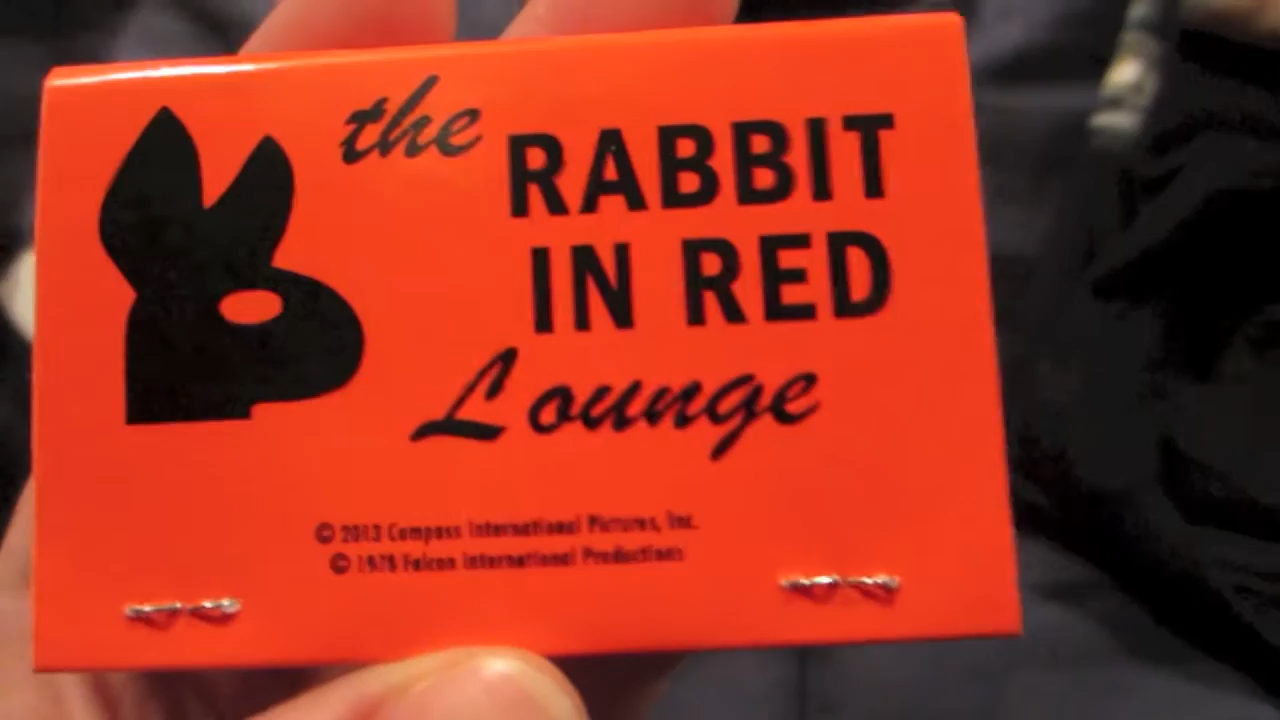 the
RABBIT
IN RED
Lounge
© 2013 Compass International Pictures, Inc.
© 1978 Falcon International Productions